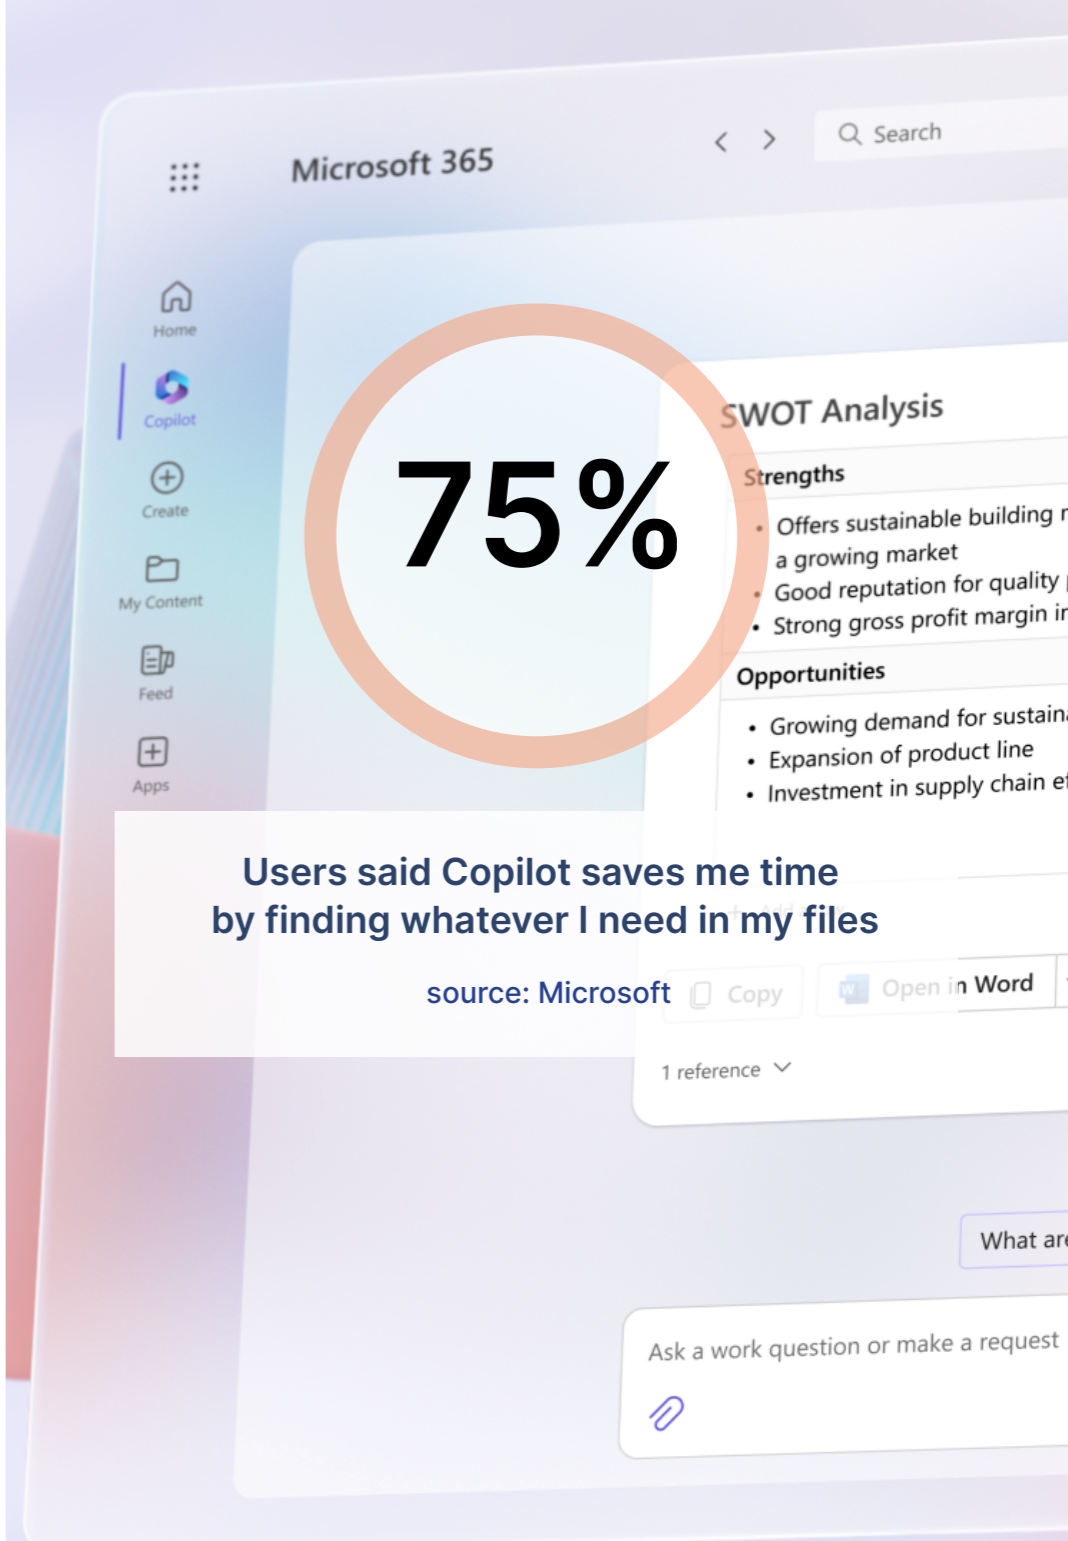 Microsoft 365
Search
Home
Copilot
Create
My Content
Feed
Apps
75%
SWOT Analysis
Strengths
• Offers sustainable building
a growing market
• Good reputation for quality
• Strong gross profit margin
Opportunities
• Growing demand for
• Expansion of product line
• Investment in supply chain
Users said Copilot saves me time
by finding whatever I need in my files
source: Microsoft
Copy
Open in Word
1 reference
What are
Ask a work question or make a request